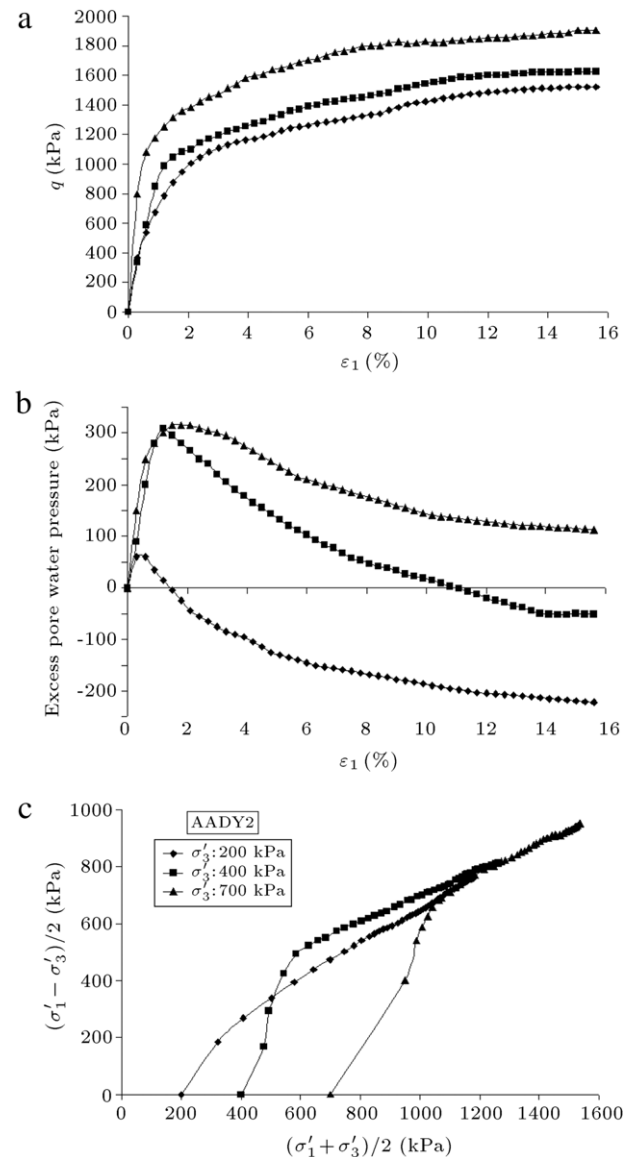 a
2000
1800
1600
1400
1200
1000
800
600
400
200
0
q (kPa)
0 2 4 6 8 10 12 14 16
ε₁ (%)
b
300
200
100
0
-100
-200
Excess pore water pressure (kPa)
0 2 4 6 8 10 12 14 16
ε₁ (%)
c
1000
800
600
400
200
0
(σ′₁ − σ′₃)/2 (kPa)
AADY2
σ′₃:200 kPa
σ′₃:400 kPa
σ′₃:700 kPa
0 200 400 600 800 1000 1200 1400 1600
(σ′₁+σ′₃)/2 (kPa)